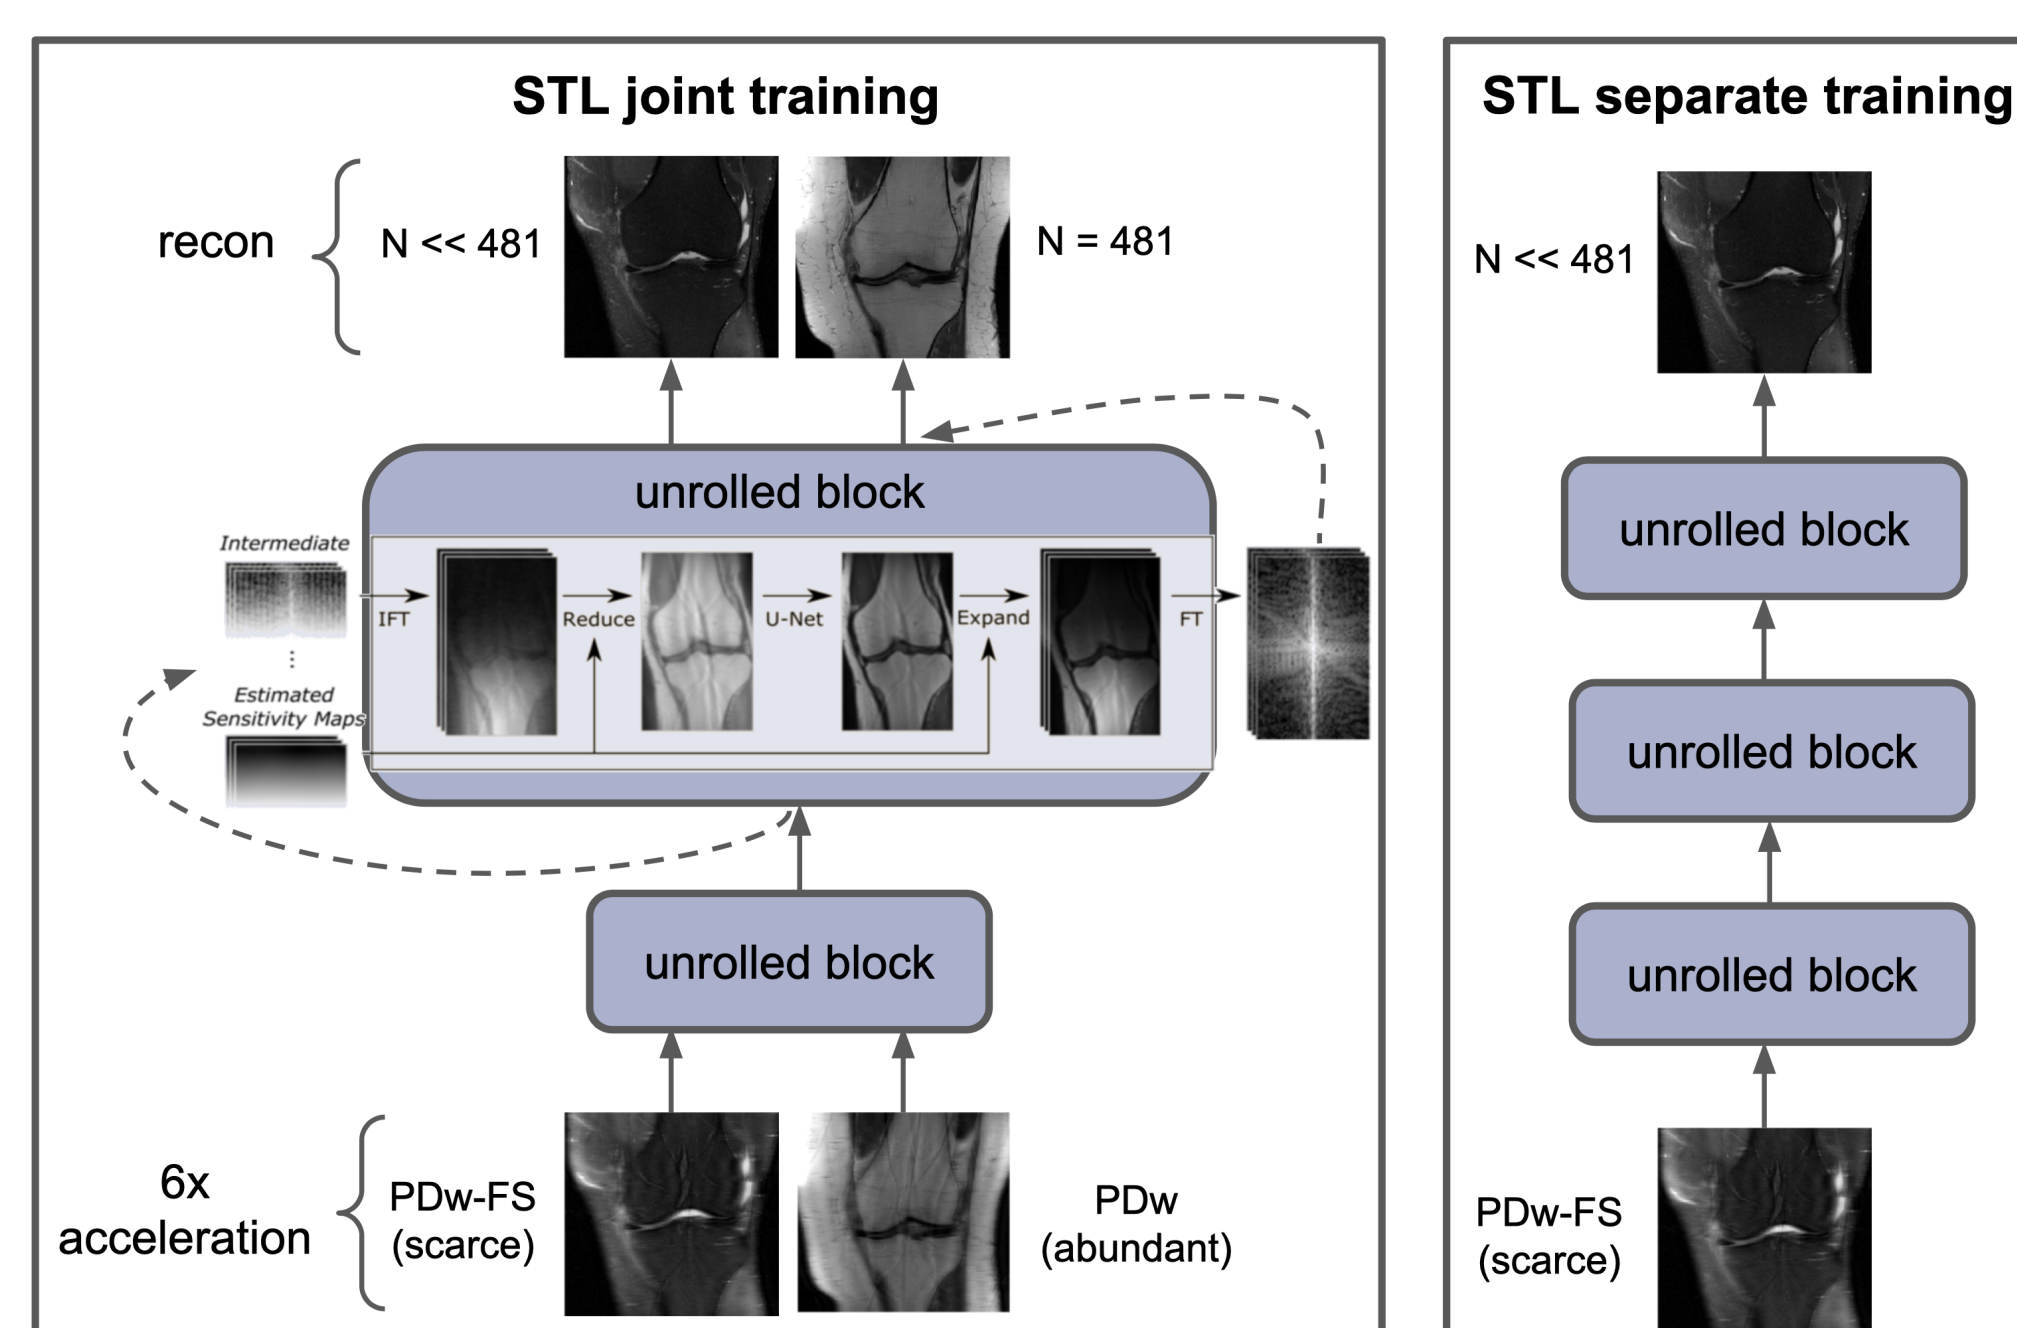 STL joint training
recon
N << 481
N = 481
unrolled block
Intermediate
IFT
Reduce
U-Net
Expand
FT
Estimated
Sensitivity Maps
unrolled block
6x
acceleration
PDw-FS
(scarce)
PDw
(abundant)
STL separate training
N << 481
unrolled block
unrolled block
unrolled block
PDw-FS
(scarce)